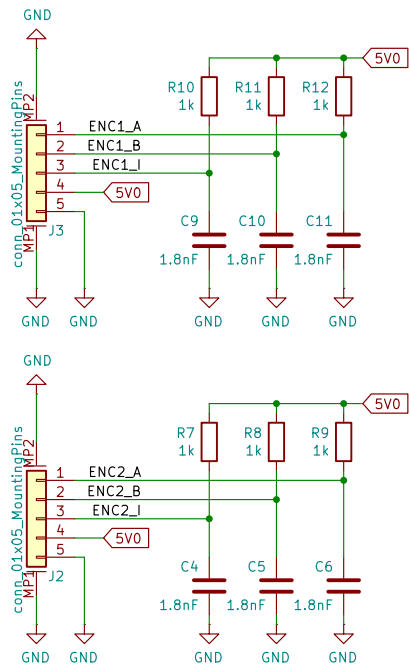 GND
5V0
R10
1k
R11
1k
R12
1k
conn_01x05_MountingPins
MP2
1
ENC1_A
2
ENC1_B
3
ENC1_I
4
5V0
5
MP1
J3
C9
1.8nF
C10
1.8nF
C11
1.8nF
GND
GND
GND
GND
GND
GND
5V0
R7
1k
R8
1k
R9
1k
conn_01x05_MountingPins
MP2
1
ENC2_A
2
ENC2_B
3
ENC2_I
4
5V0
5
MP1
J2
C4
1.8nF
C5
1.8nF
C6
1.8nF
GND
GND
GND
GND
GND